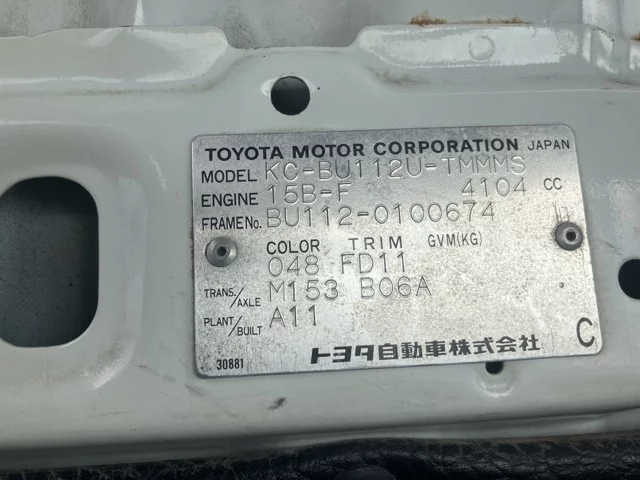 TOYOTA MOTOR CORPORATION JAPAN
MODEL KC-BU112U-TMMMS
ENGINE 15B-F 4104 CC
FRAME No. BU112-0100674
COLOR TRIM GVM(KG)
048 FD11
TRANS./AXLE M153 B06A
PLANT/BUILT A11
30881 トヨタ自動車株式会社 C